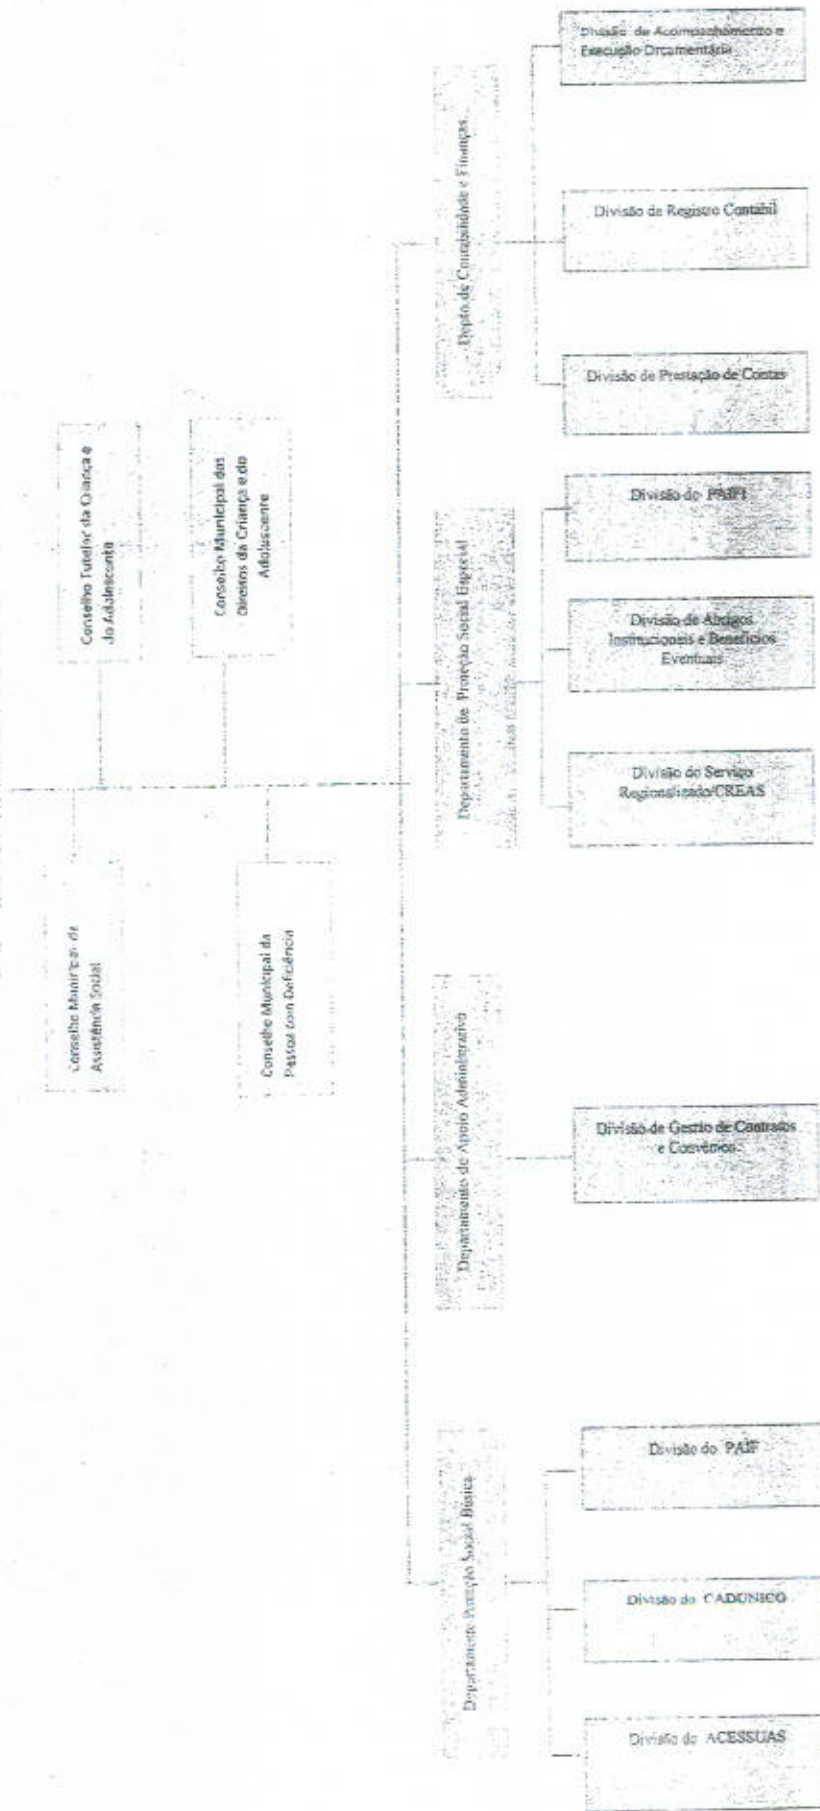 Conselho Municipal de
Assistência Social
Conselho Tutelar da Criança e
do Adolescente
Conselho Municipal da
Pessoa com Deficiência
Conselho Municipal dos
Direitos da Criança e do
Adolescente
Departamento Proteção Social Básica
Departamento de Apoio Administrativo
Departamento de Proteção Social Especial
Depto de Contabilidade e Finanças
Divisão do ACESSUAS
Divisão do CADÚNICO
Divisão do PAIF
Divisão de Gestão de Contratos
e Convênios
Divisão do Serviço
Regionalizado/CREAS
Divisão de Abrigos
Institucionais e Benefícios
Eventuais
Divisão do PAIFI
Divisão de Prestação de Contas
Divisão de Registro Contábil
Divisão de Acompanhamento e
Execução Orçamentária